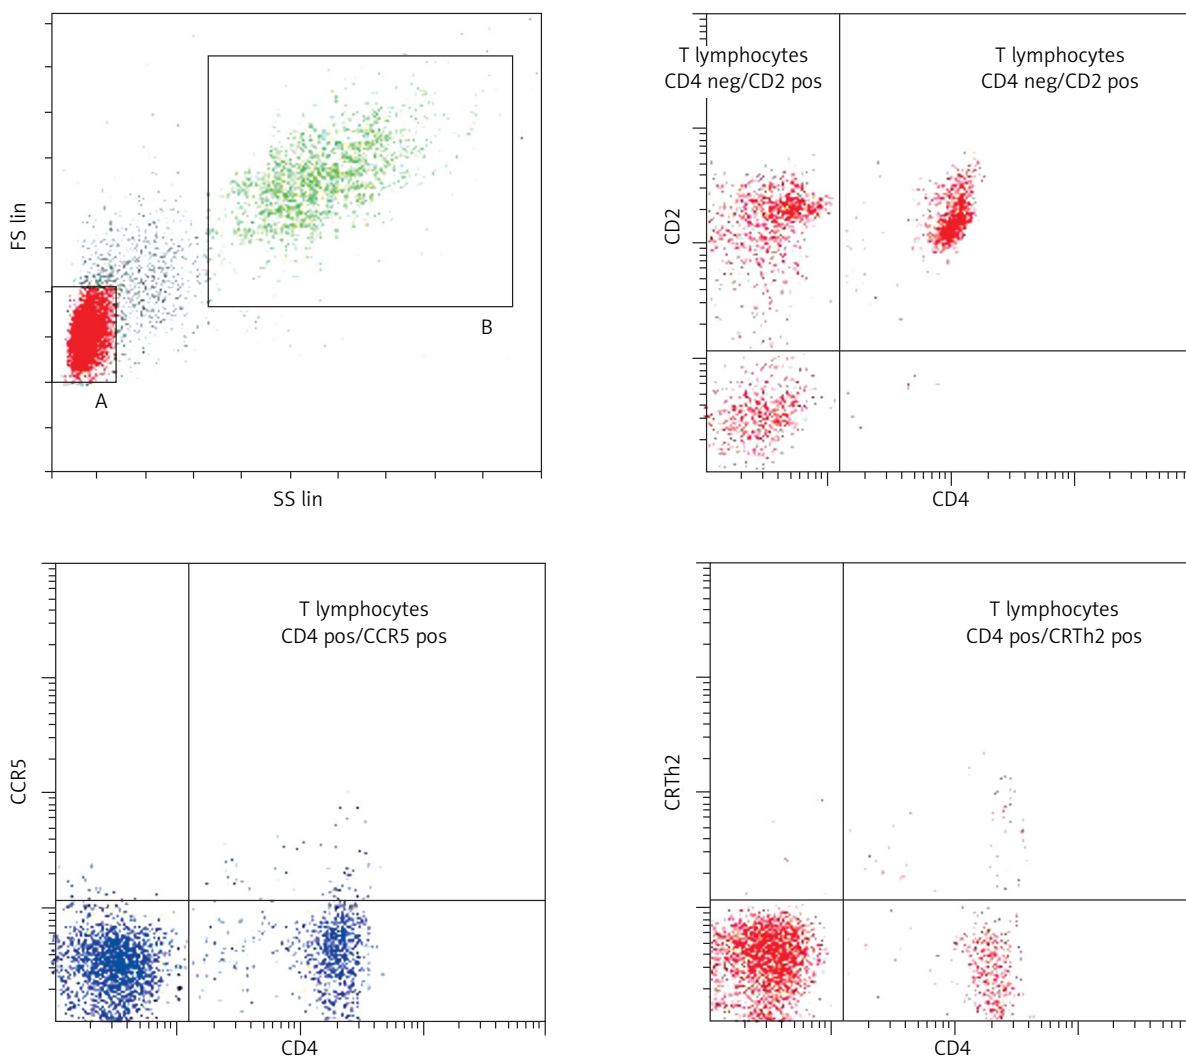 FS lin
A
B
SS lin
T lymphocytes
CD4 neg/CD2 pos
T lymphocytes
CD4 neg/CD2 pos
CD2
CD4
T lymphocytes
CD4 pos/CCR5 pos
CCR5
CD4
T lymphocytes
CD4 pos/CRTh2 pos
CRTh2
CD4